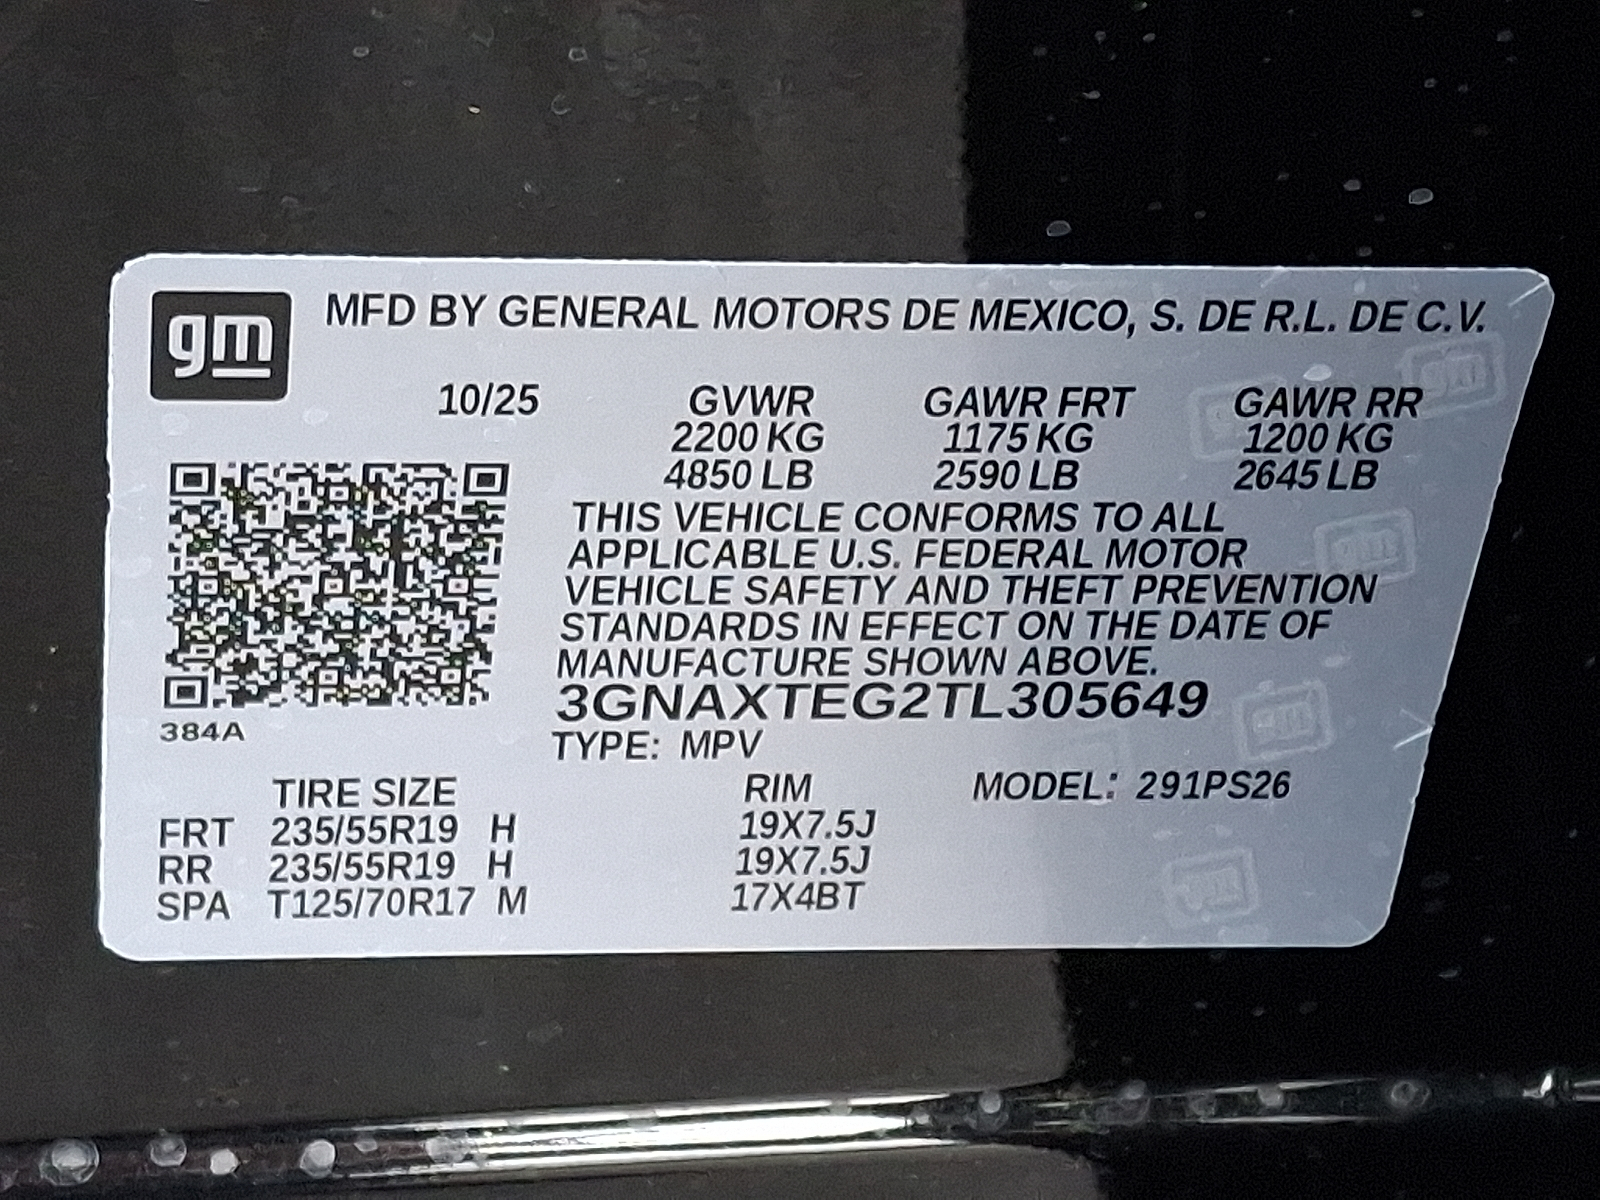 gm
MFD BY GENERAL MOTORS DE MEXICO, S. DE R.L. DE C.V.
10/25 GVWR GAWR FRT GAWR RR
2200 KG 1175 KG 1200 KG
4850 LB 2590 LB 2645 LB
THIS VEHICLE CONFORMS TO ALL
APPLICABLE U.S. FEDERAL MOTOR
VEHICLE SAFETY AND THEFT PREVENTION
STANDARDS IN EFFECT ON THE DATE OF
MANUFACTURE SHOWN ABOVE.
3GNAXTEG2TL305649
384A
TYPE: MPV
TIRE SIZE RIM MODEL: 291PS26
FRT 235/55R19 H 19X7.5J
RR 235/55R19 H 19X7.5J
SPA T125/70R17 M 17X4BT